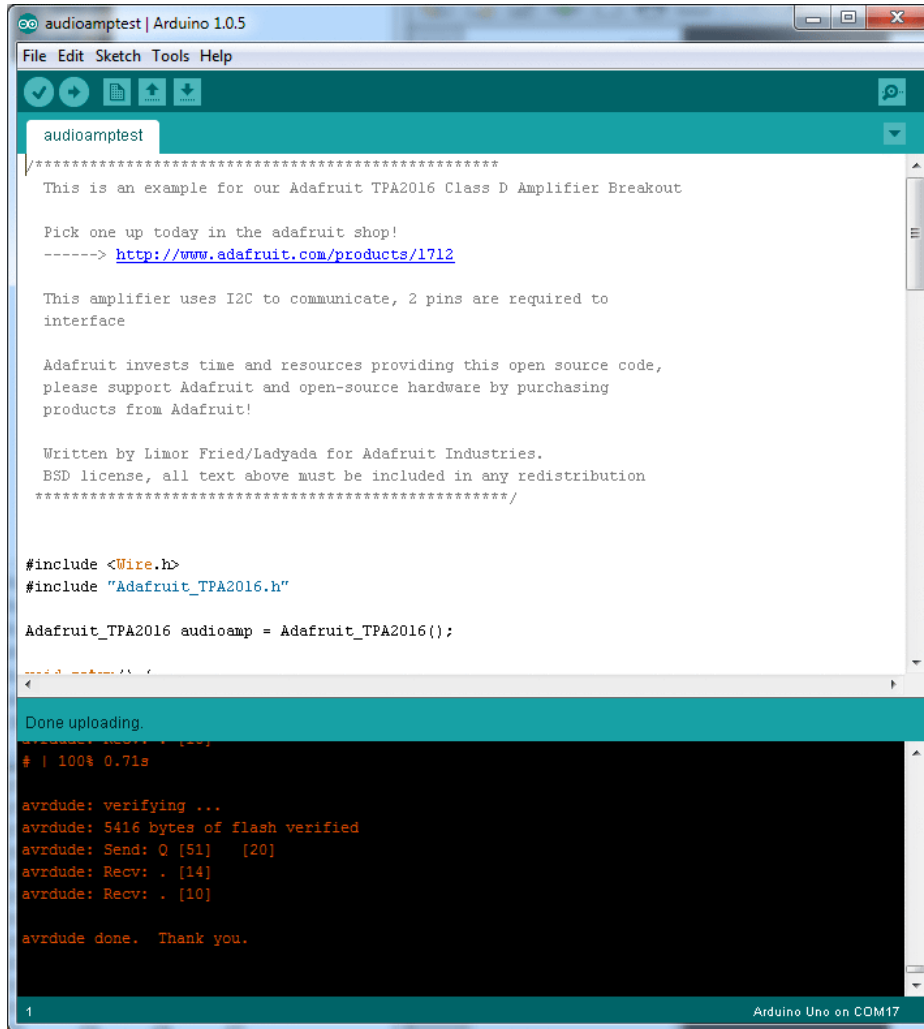 audioamptest | Arduino 1.0.5
File Edit Sketch Tools Help
audioamptest
/***************************************************
This is an example for our Adafruit TPA2016 Class D Amplifier Breakout
Pick one up today in the adafruit shop!
------> http://www.adafruit.com/products/1712
This amplifier uses I2C to communicate, 2 pins are required to
interface
Adafruit invests time and resources providing this open source code,
please support Adafruit and open-source hardware by purchasing
products from Adafruit!
Written by Limor Fried/Ladyada for Adafruit Industries.
BSD license, all text above must be included in any redistribution
****************************************************/
#include <Wire.h>
#include "Adafruit_TPA2016.h"
Adafruit_TPA2016 audioamp = Adafruit_TPA2016();
void setup() {
Done uploading.
avrdude: Recv: . [10]
# | 100% 0.71s
avrdude: verifying ...
avrdude: 5416 bytes of flash verified
avrdude: Send: Q [51]   [20]
avrdude: Recv: . [14]
avrdude: Recv: . [10]
avrdude done.  Thank you.
1
Arduino Uno on COM17